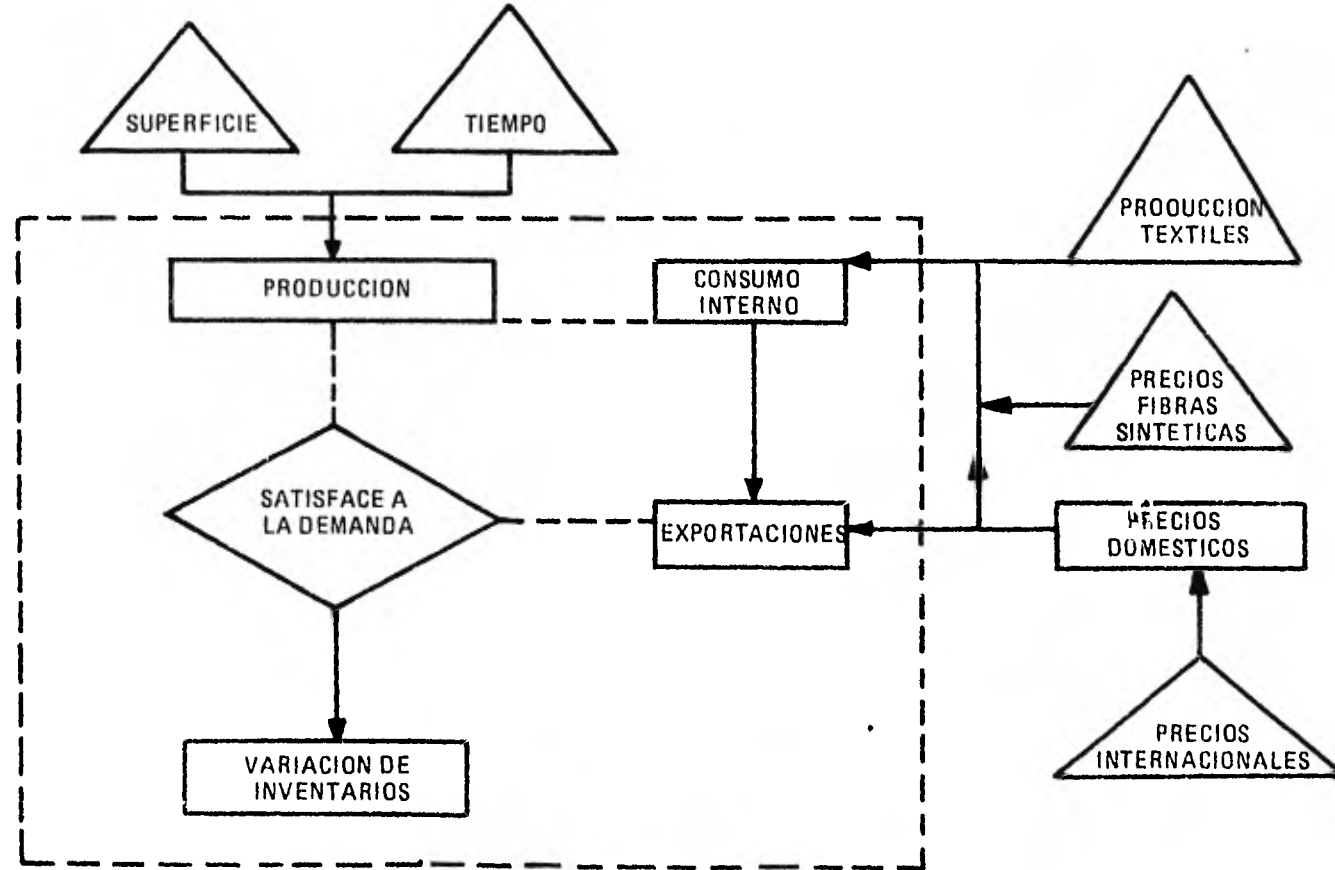 SUPERFICIE
TIEMPO
PRODUCCION
TEXTILES
PRODUCCION
CONSUMO
INTERNO
PRECIOS
FIBRAS
SINTETICAS
SATISFACE A
LA DEMANDA
EXPORTACIONES
PRECIOS
DOMESTICOS
VARIACION DE
INVENTARIOS
PRECIOS
INTERNACIONALES